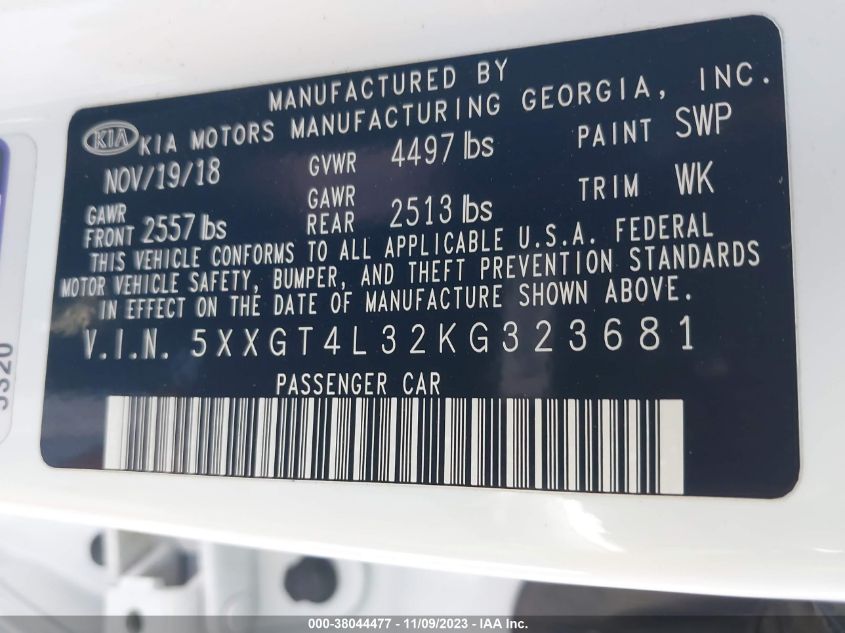 MANUFACTURED BY
KIA KIA MOTORS MANUFACTURING GEORGIA, INC.
NOV/19/18 GVWR 4497 lbs PAINT SWP
GAWR FRONT 2557 lbs GAWR REAR 2513 lbs TRIM WK
THIS VEHICLE CONFORMS TO ALL APPLICABLE U.S.A. FEDERAL
MOTOR VEHICLE SAFETY, BUMPER, AND THEFT PREVENTION STANDARDS
IN EFFECT ON THE DATE OF MANUFACTURE SHOWN ABOVE.
V.I.N. 5XXGT4L32KG323681
PASSENGER CAR
000-38044477 - 11/09/2023 - IAA Inc.